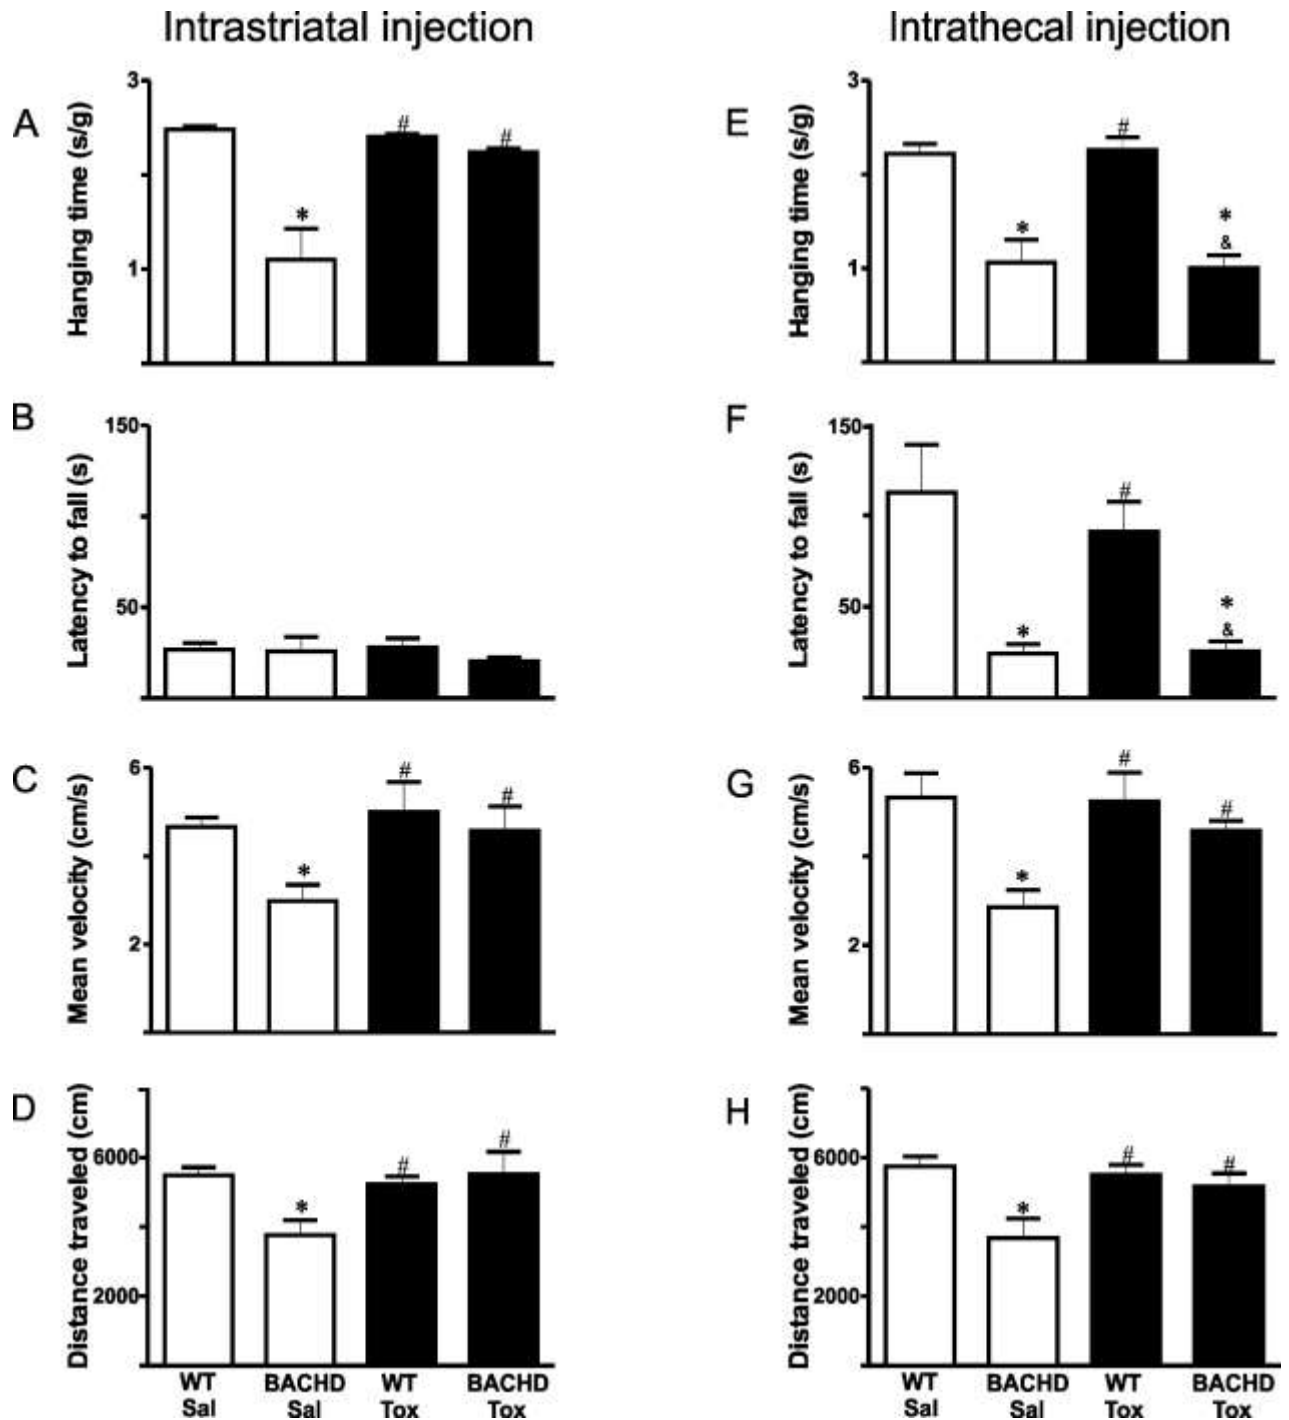 Intrastriatal injection
Intrathecal injection
A
Hanging time (s/g)
3
1
*
#
#
E
Hanging time (s/g)
3
1
*
#
*
&
B
Latency to fall (s)
150
50
F
Latency to fall (s)
150
50
*
#
*
&
C
Mean velocity (cm/s)
6
2
*
#
#
G
Mean velocity (cm/s)
6
2
*
#
#
D
Distance traveled (cm)
6000
2000
*
#
#
WT
Sal
BACHD
Sal
WT
Tox
BACHD
Tox
H
Distance traveled (cm)
6000
2000
*
#
#
WT
Sal
BACHD
Sal
WT
Tox
BACHD
Tox